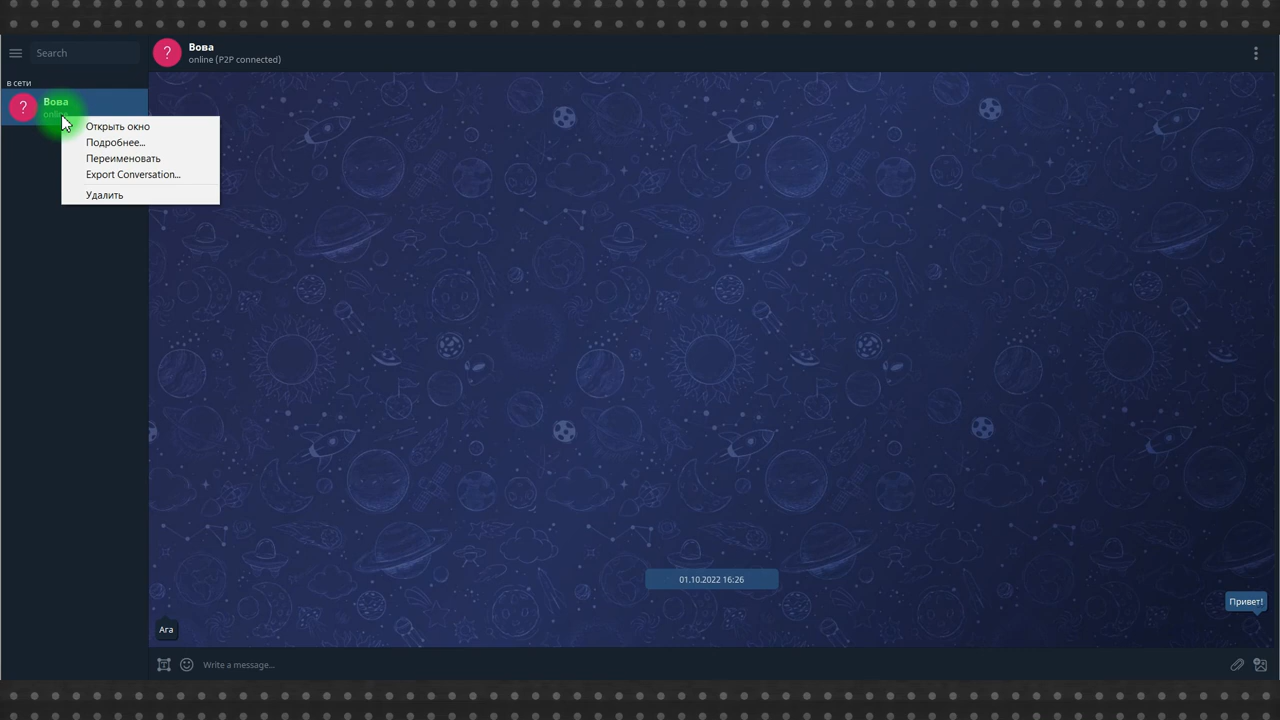 Search
Вова
online (P2P connected)
в сети
Вова
online
Открыть окно
Подробнее...
Переименовать
Export Conversation...
Удалить
01.10.2022 16:26
Привет!
Ага
Write a message...